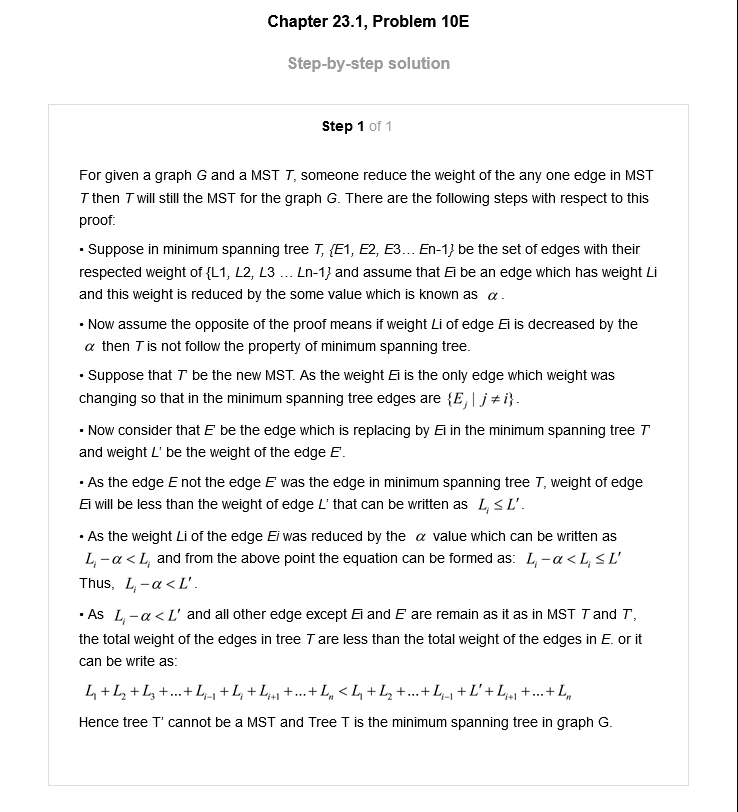 Chapter 23.1, Problem 10E
Step-by-step solution
Step 1 of 1
For given a graph G and a MST T, someone reduce the weight of the any one edge in MST
T then T will still the MST for the graph G. There are the following steps with respect to this
proof:
• Suppose in minimum spanning tree T, {E1, E2, E3... En-1} be the set of edges with their
respected weight of {L1, L2, L3 ... Ln-1} and assume that Ei be an edge which has weight Li
and this weight is reduced by the some value which is known as α.
• Now assume the opposite of the proof means if weight Li of edge Ei is decreased by the
α then T is not follow the property of minimum spanning tree.
• Suppose that T' be the new MST. As the weight Ei is the only edge which weight was
changing so that in the minimum spanning tree edges are {E_j | j ≠ i}.
• Now consider that E' be the edge which is replacing by Ei in the minimum spanning tree T'
and weight L' be the weight of the edge E'.
• As the edge E not the edge E' was the edge in minimum spanning tree T, weight of edge
Ei will be less than the weight of edge L' that can be written as L_i ≤ L'.
• As the weight Li of the edge Ei was reduced by the α value which can be written as
L_i − α < L_i and from the above point the equation can be formed as: L_i − α < L_i ≤ L'
Thus, L_i − α < L'.
• As L_i − α < L' and all other edge except Ei and E' are remain as it as in MST T and T',
the total weight of the edges in tree T are less than the total weight of the edges in E. or it
can be write as:
L_1 + L_2 + L_3 + ... + L_{i−1} + L_i + L_{i+1} + ... + L_n < L_1 + L_2 + ... + L_{i−1} + L' + L_{i+1} + ... + L_n
Hence tree T' cannot be a MST and Tree T is the minimum spanning tree in graph G.